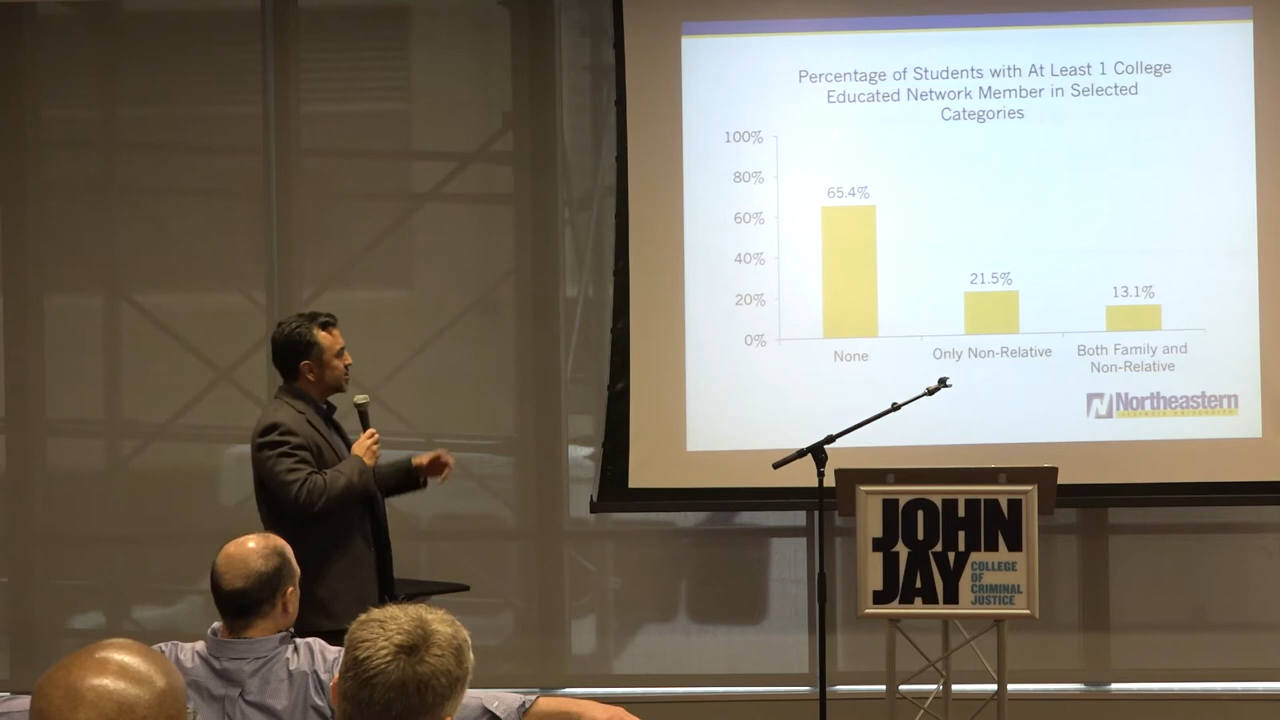 Percentage of Students with At Least 1 College
Educated Network Member in Selected
Categories
100%
80%
60%
40%
20%
0%
65.4%
21.5%
13.1%
None
Only Non-Relative
Both Family and
Non-Relative
Northeastern
ILLINOIS UNIVERSITY
JOHN
JAY
COLLEGE
OF
CRIMINAL
JUSTICE